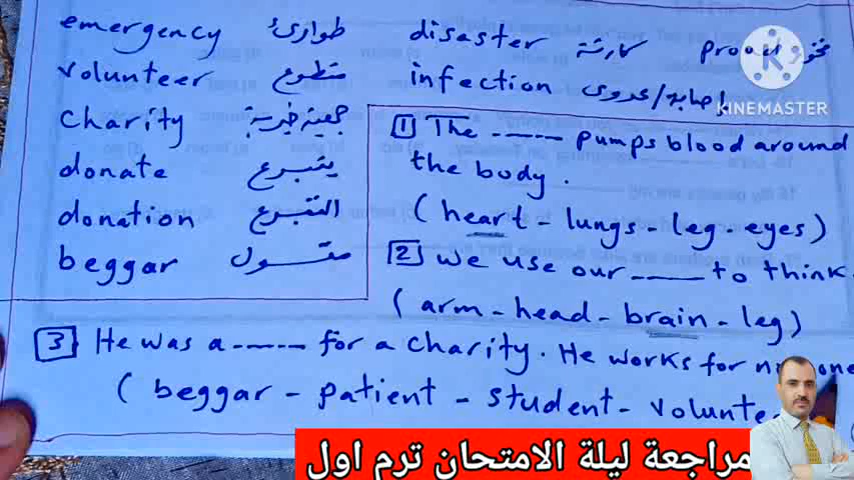 emergency طوارئ
volunteer متطوع
charity جمعية خيرية
donate يتبرع
donation التبرع
beggar متسول
disaster كارثة
infection إصابة/عدوى
KINEMASTER
1 The ----- pumps blood around
the body.
(heart - lungs - leg - eyes)
2 We use our ---- to think.
(arm - head - brain - leg)
3 He was a ----- for a charity. He works for
(beggar - patient - student -
مراجعة ليلة الامتحان ترم اول